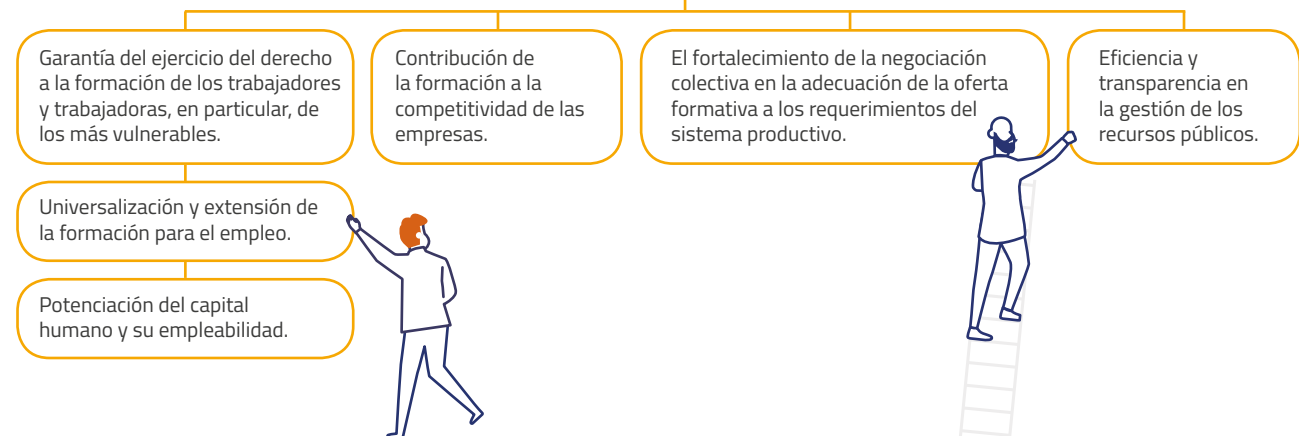 Garantía del ejercicio del derecho
a la formación de los trabajadores
y trabajadoras, en particular, de
los más vulnerables.
Universalización y extensión de
la formación para el empleo.
Potenciación del capital
humano y su empleabilidad.
Contribución de
la formación a la
competitividad de las
empresas.
El fortalecimiento de la negociación
colectiva en la adecuación de la oferta
formativa a los requerimientos del
sistema productivo.
Eficiencia y
transparencia en
la gestión de los
recursos públicos.